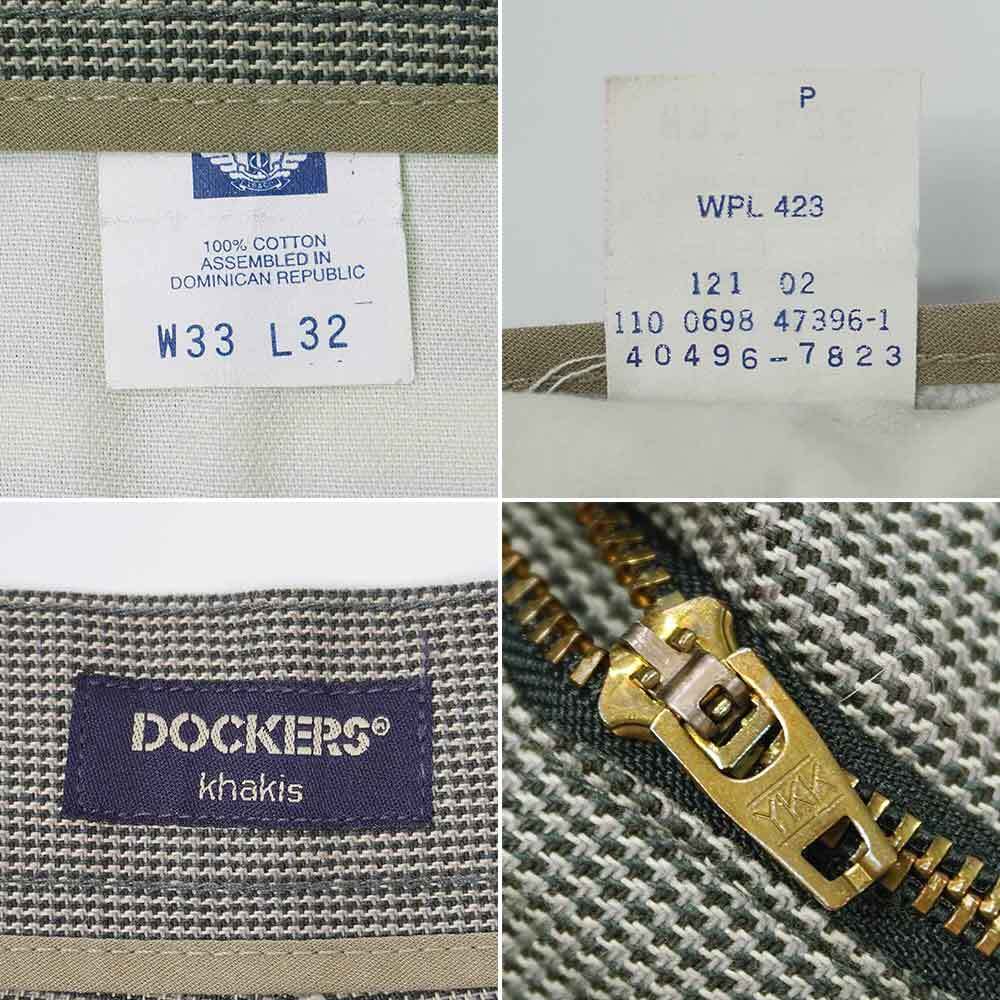 100% COTTON
ASSEMBLED IN
DOMINICAN REPUBLIC
W33 L32
P
WPL 423
121 02
110 0698 47396-1
40496-7823
DOCKERS®
khakis
YKK